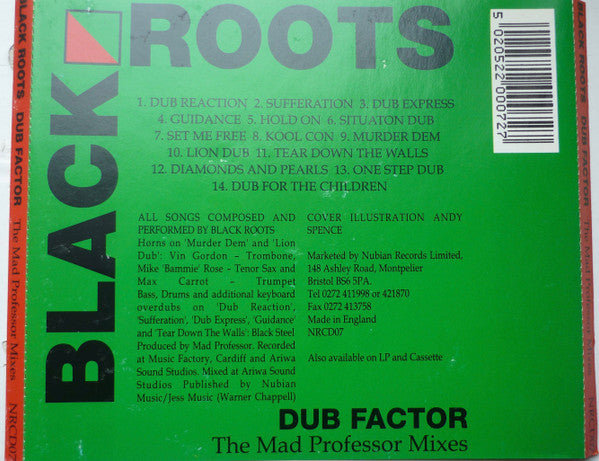 BLACK ROOTS
1. DUB REACTION 2. SUFFERATION 3. DUB EXPRESS
4. GUIDANCE 5. HOLD ON 6. SITUATON DUB
7. SET ME FREE 8. KOOL CON 9. MURDER DEM
10. LION DUB 11. TEAR DOWN THE WALLS
12. DIAMONDS AND PEARLS 13. ONE STEP DUB
14. DUB FOR THE CHILDREN
5 020522 000727
ALL SONGS COMPOSED AND
PERFORMED BY BLACK ROOTS
Horns on 'Murder Dem' and 'Lion
Dub': Vin Gordon - Trombone,
Mike 'Bammie' Rose - Tenor Sax and
Max Carrot - Trumpet
Bass, Drums and additional keyboard
overdubs on 'Dub Reaction',
'Sufferation', 'Dub Express', 'Guidance'
and 'Tear Down The Walls': Black Steel
Produced by Mad Professor. Recorded
at Music Factory, Cardiff and Ariwa
Sound Studios. Mixed at Ariwa Sound
Studios Published by Nubian
Music/Jess Music (Warner Chappell)
COVER ILLUSTRATION ANDY
SPENCE
Marketed by Nubian Records Limited,
148 Ashley Road, Montpelier
Bristol BS6 5PA.
Tel 0272 411998 or 421870
Fax 0272 413758
Made in England
NRCD07
Also available on LP and Cassette
DUB FACTOR
The Mad Professor Mixes
BLACK ROOTS DUB FACTOR The Mad Professor Mixes NRCD07
BLACK ROOTS DUB FACTOR The Mad Professor Mixes NRCD07